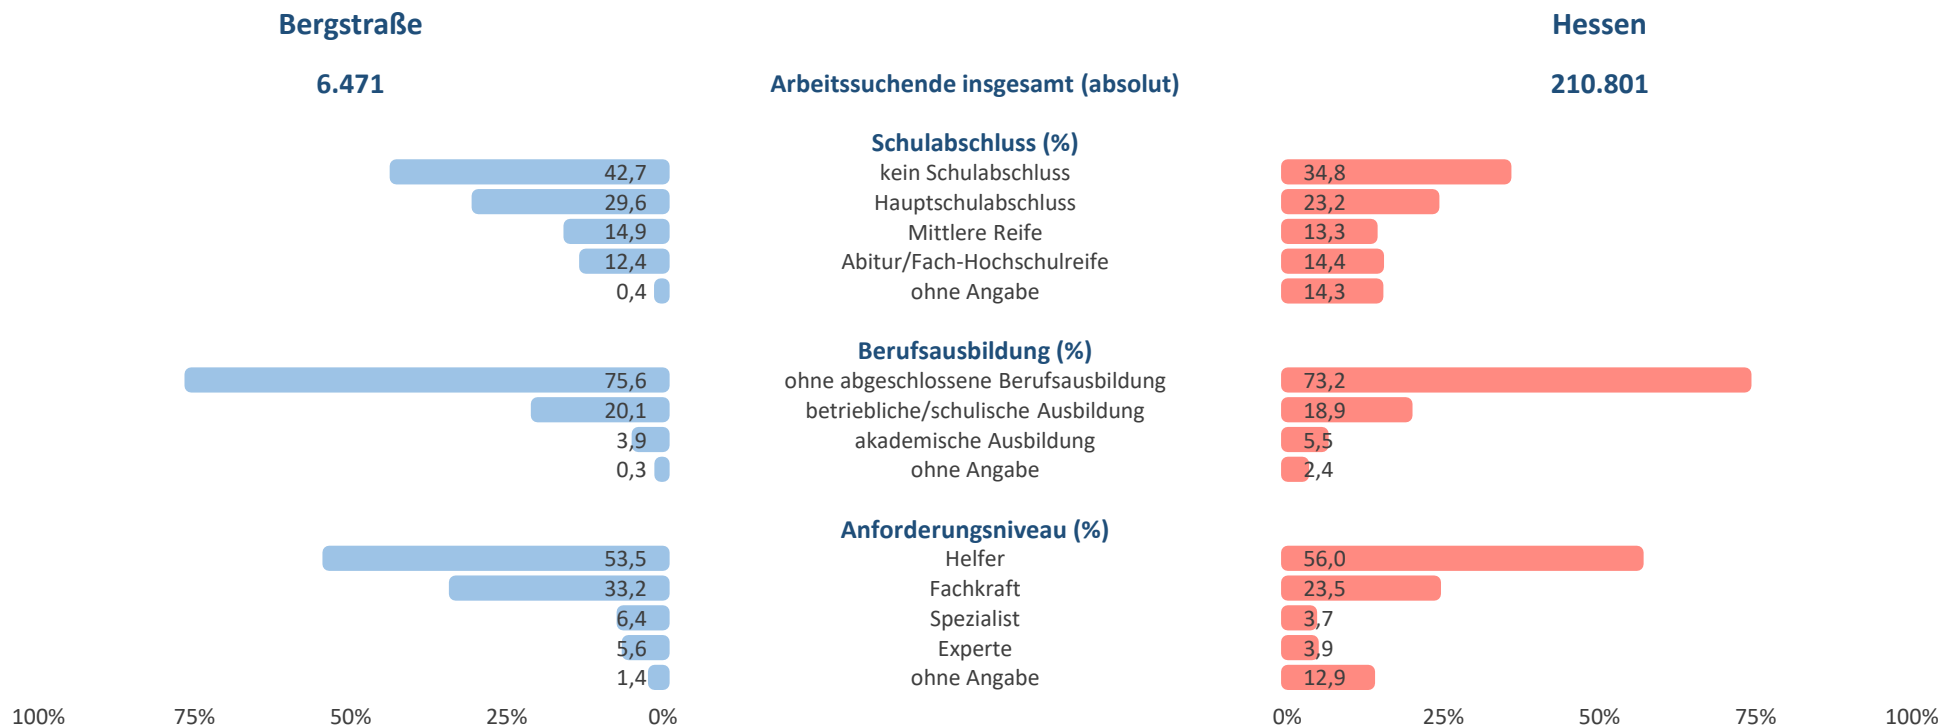 Bergstraße Hessen
6.471 Arbeitssuchende insgesamt (absolut) 210.801
Schulabschluss (%)
42,7 kein Schulabschluss 34,8
29,6 Hauptschulabschluss 23,2
14,9 Mittlere Reife 13,3
12,4 Abitur/Fach-Hochschulreife 14,4
0,4 ohne Angabe 14,3
Berufsausbildung (%)
75,6 ohne abgeschlossene Berufsausbildung 73,2
20,1 betriebliche/schulische Ausbildung 18,9
3,9 akademische Ausbildung 5,5
0,3 ohne Angabe 2,4
Anforderungsniveau (%)
53,5 Helfer 56,0
33,2 Fachkraft 23,5
6,4 Spezialist 3,7
5,6 Experte 3,9
1,4 ohne Angabe 12,9
100% 75% 50% 25% 0% 0% 25% 50% 75% 100%